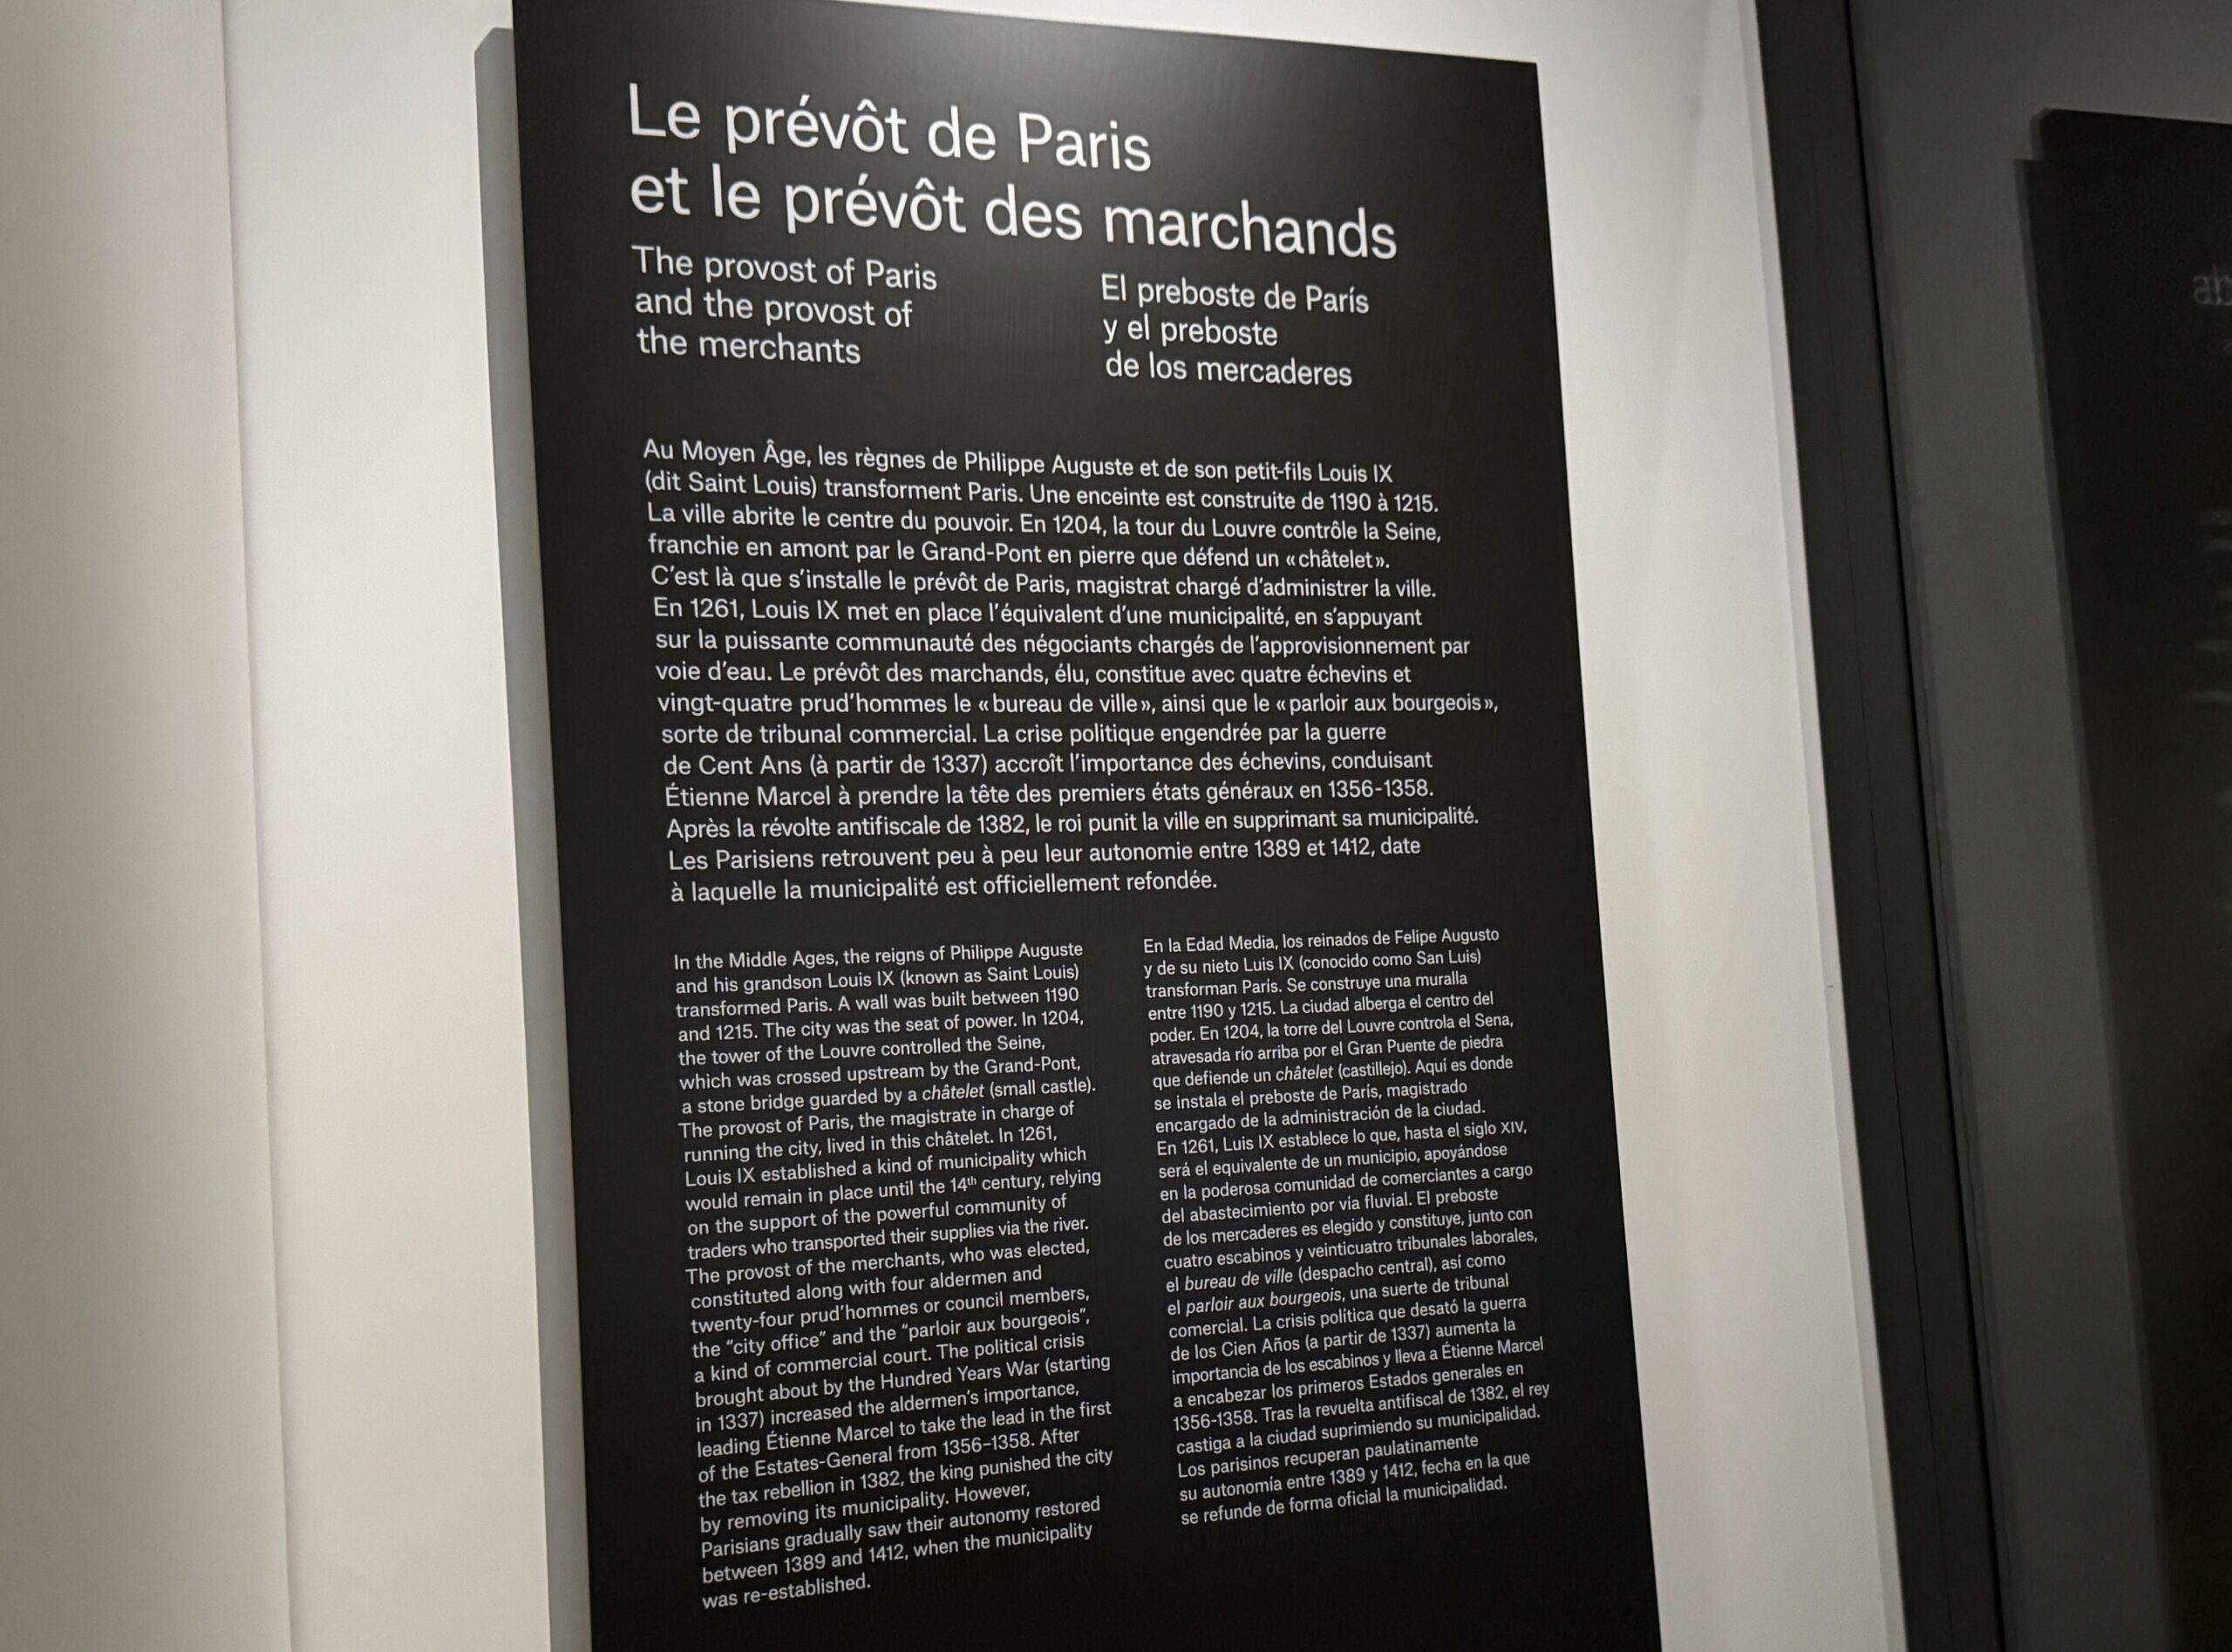 Le prévôt de Paris
et le prévôt des marchands
The provost of Paris
and the provost of
the merchants
El preboste de París
y el preboste
de los mercaderes
Au Moyen Âge, les règnes de Philippe Auguste et de son petit-fils Louis IX
(dit Saint Louis) transforment Paris. Une enceinte est construite de 1190 à 1215.
La ville abrite le centre du pouvoir. En 1204, la tour du Louvre contrôle la Seine,
franchie en amont par le Grand-Pont en pierre que défend un « châtelet ».
C'est là que s'installe le prévôt de Paris, magistrat chargé d'administrer la ville.
En 1261, Louis IX met en place l'équivalent d'une municipalité, en s'appuyant
sur la puissante communauté des négociants chargés de l'approvisionnement par
voie d'eau. Le prévôt des marchands, élu, constitue avec quatre échevins et
vingt-quatre prud'hommes le « bureau de ville », ainsi que le « parloir aux bourgeois »,
sorte de tribunal commercial. La crise politique engendrée par la guerre
de Cent Ans (à partir de 1337) accroît l'importance des échevins, conduisant
Étienne Marcel à prendre la tête des premiers états généraux en 1356-1358.
Après la révolte antifiscale de 1382, le roi punit la ville en supprimant sa municipalité.
Les Parisiens retrouvent peu à peu leur autonomie entre 1389 et 1412, date
à laquelle la municipalité est officiellement refondée.
In the Middle Ages, the reigns of Philippe Auguste
and his grandson Louis IX (known as Saint Louis)
transformed Paris. A wall was built between 1190
and 1215. The city was the seat of power. In 1204,
the tower of the Louvre controlled the Seine,
which was crossed upstream by the Grand-Pont,
a stone bridge guarded by a châtelet (small castle).
The provost of Paris, the magistrate in charge of
running the city, lived in this châtelet. In 1261,
Louis IX established a kind of municipality which
would remain in place until the 14th century, relying
on the support of the powerful community of
traders who transported their supplies via the river.
The provost of the merchants, who was elected,
constituted along with four aldermen and
twenty-four prud'hommes or council members,
the "city office" and the "parloir aux bourgeois",
a kind of commercial court. The political crisis
brought about by the Hundred Years War (starting
in 1337) increased the aldermen's importance,
leading Étienne Marcel to take the lead in the first
of the Estates-General from 1356–1358. After
the tax rebellion in 1382, the king punished the city
by removing its municipality. However,
Parisians gradually saw their autonomy restored
between 1389 and 1412, when the municipality
was re-established.
En la Edad Media, los reinados de Felipe Augusto
y de su nieto Luis IX (conocido como San Luis)
transforman París. Se construye una muralla
entre 1190 y 1215. La ciudad alberga el centro del
poder. En 1204, la torre del Louvre controla el Sena,
atravesada río arriba por el Gran Puente de piedra
que defiende un châtelet (castillejo). Aquí es donde
se instala el preboste de París, magistrado
encargado de la administración de la ciudad.
En 1261, Luis IX establece lo que, hasta el siglo XIV,
será el equivalente de un municipio, apoyándose
en la poderosa comunidad de comerciantes a cargo
del abastecimiento por vía fluvial. El preboste
de los mercaderes es elegido y constituye, junto con
cuatro escabinos y veinticuatro tribunales laborales,
el bureau de ville (despacho central), así como
el parloir aux bourgeois, una suerte de tribunal
comercial. La crisis política que desató la guerra
de los Cien Años (a partir de 1337) aumenta la
importancia de los escabinos y lleva a Étienne Marcel
a encabezar los primeros Estados generales en
1356-1358. Tras la revuelta antifiscal de 1382, el rey
castiga a la ciudad suprimiendo su municipalidad.
Los parisinos recuperan paulatinamente
su autonomía entre 1389 y 1412, fecha en la que
se refunde de forma oficial la municipalidad.